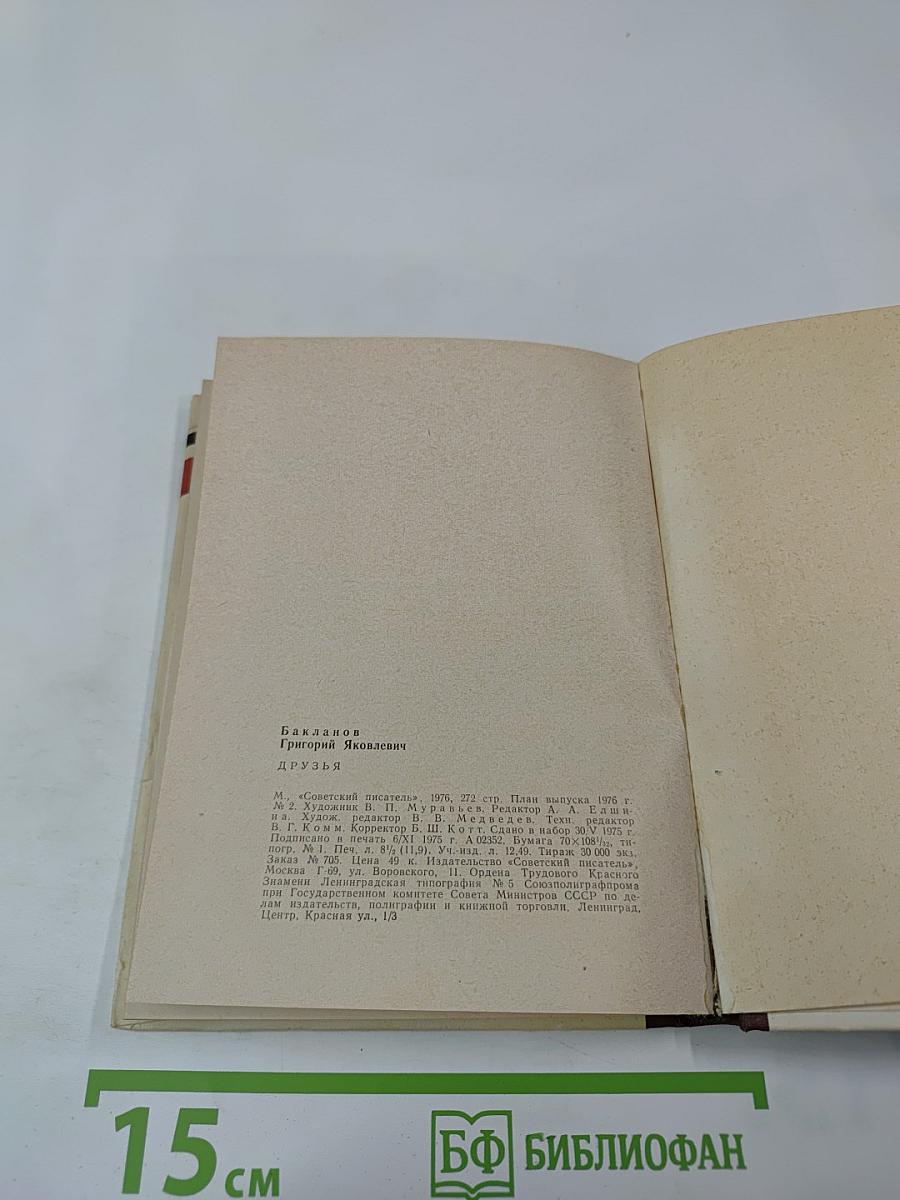 Бакланов
Григорий Яковлевич
ДРУЗЬЯ
М., «Советский писатель», 1976, 272 стр. План выпуска 1976 г.
№ 2. Художник В. П. Муравьев. Редактор А. А. Елши-
на. Худож. редактор В. В. Медведев. Техн. редактор
В. Г. Комм. Корректор Б. Ш. Котт. Сдано в набор 30/V 1975 г.
Подписано в печать 6/XI 1975 г. А 02352. Бумага 70×108¹/₃₂, ти-
погр. № 1. Печ. л. 8¹/₂ (11,9). Уч.-изд. л. 12,49. Тираж 30 000 экз.
Заказ № 705. Цена 49 к. Издательство «Советский писатель»,
Москва Г-69, ул. Воровского, 11. Ордена Трудового Красного
Знамени Ленинградская типография № 5 Союзполиграфпрома
при Государственном комитете Совета Министров СССР по де-
лам издательств, полиграфии и книжной торговли. Ленинград,
Центр, Красная ул., 1/3
15 см
БФ БИБЛИОФАН